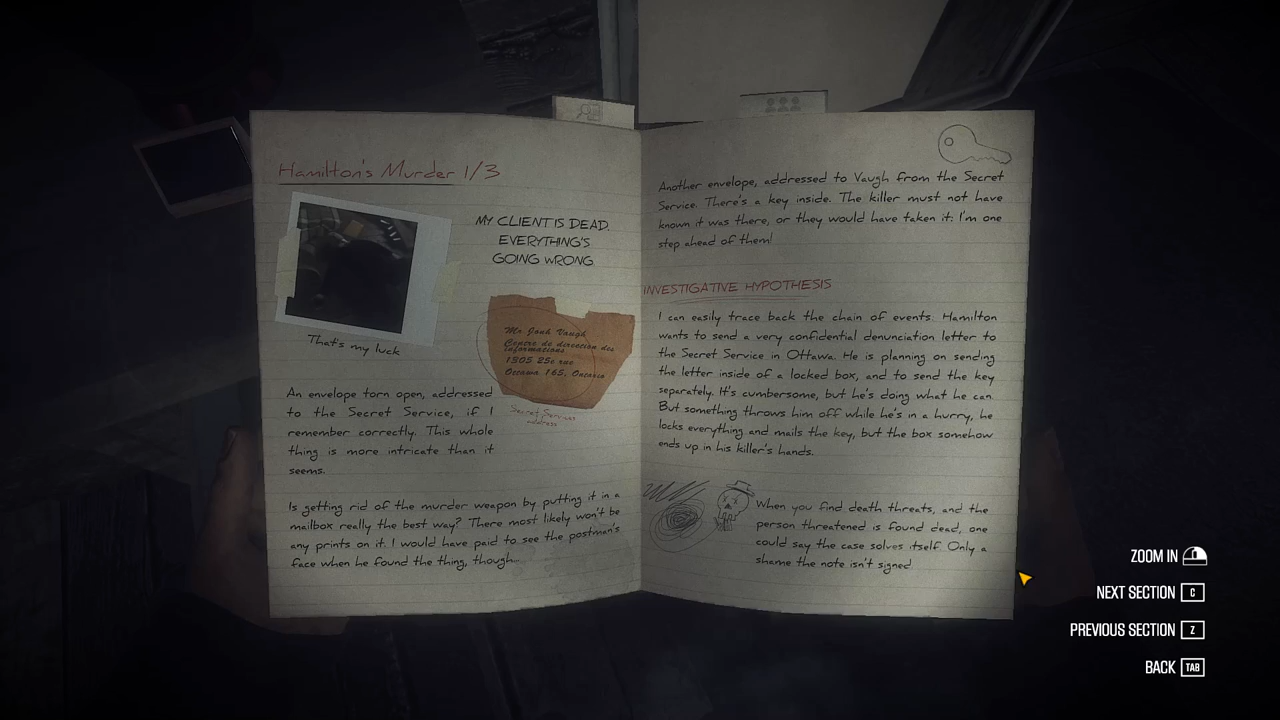 Hamilton's Murder 1/3
MY CLIENT IS DEAD.
EVERYTHING'S
GOING WRONG
That's my luck
Mr Jonh Vaugh
Centre de direction des
informations
1305 25e rue
Ottawa 165, Ontario
Secret Services
address
An envelope torn open, addressed
to the Secret Service, if I
remember correctly. This whole
thing is more intricate than it
seems.
Is getting rid of the murder weapon by putting it in a
mailbox really the best way? There most likely won't be
any prints on it. I would have paid to see the postman's
face when he found the thing, though...
Another envelope, addressed to Vaugh from the Secret
Service. There's a key inside. The killer must not have
known it was there, or they would have taken it: I'm one
step ahead of them!
INVESTIGATIVE HYPOTHESIS
I can easily trace back the chain of events: Hamilton
wants to send a very confidential denunciation letter to
the Secret Service in Ottawa. He is planning on sending
the letter inside of a locked box, and to send the key
separately. It's cumbersome, but he's doing what he can.
But something throws him off while he's in a hurry, he
locks everything and mails the key, but the box somehow
ends up in his killer's hands.
When you find death threats, and the
person threatened is found dead, one
could say the case solves itself. Only a
shame the note isn't signed
ZOOM IN
NEXT SECTION C
PREVIOUS SECTION Z
BACK TAB